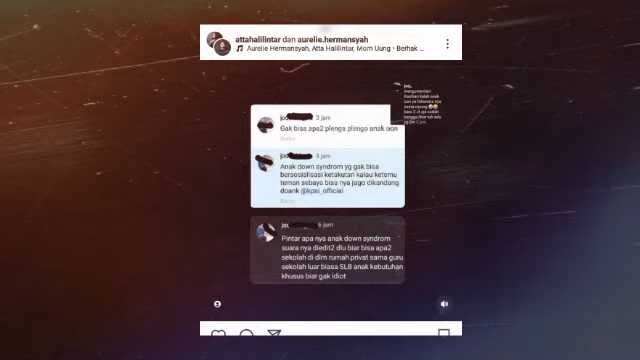 attahalilintar dan aurelie.hermansyah
Aurelie Hermansyah, Atta Halilintar, Mom Uung • Berhak ...
3 jam
Gak bisa apa2 plenga plengo anak oon
3 jam
Anak down syndrom yg gak bisa
bersosialisasi ketakutan kalau ketemu
teman sebaya bisa nya jago dikandang
doank @kpai_official
5 jam
Pintar apa nya anak down syndrom
suara nya diedit2 dlu biar bisa apa2
sekolah di dlm rumah privat sama guru
sekolah luar biasa SLB anak kebutuhan
khusus biar gak idiot